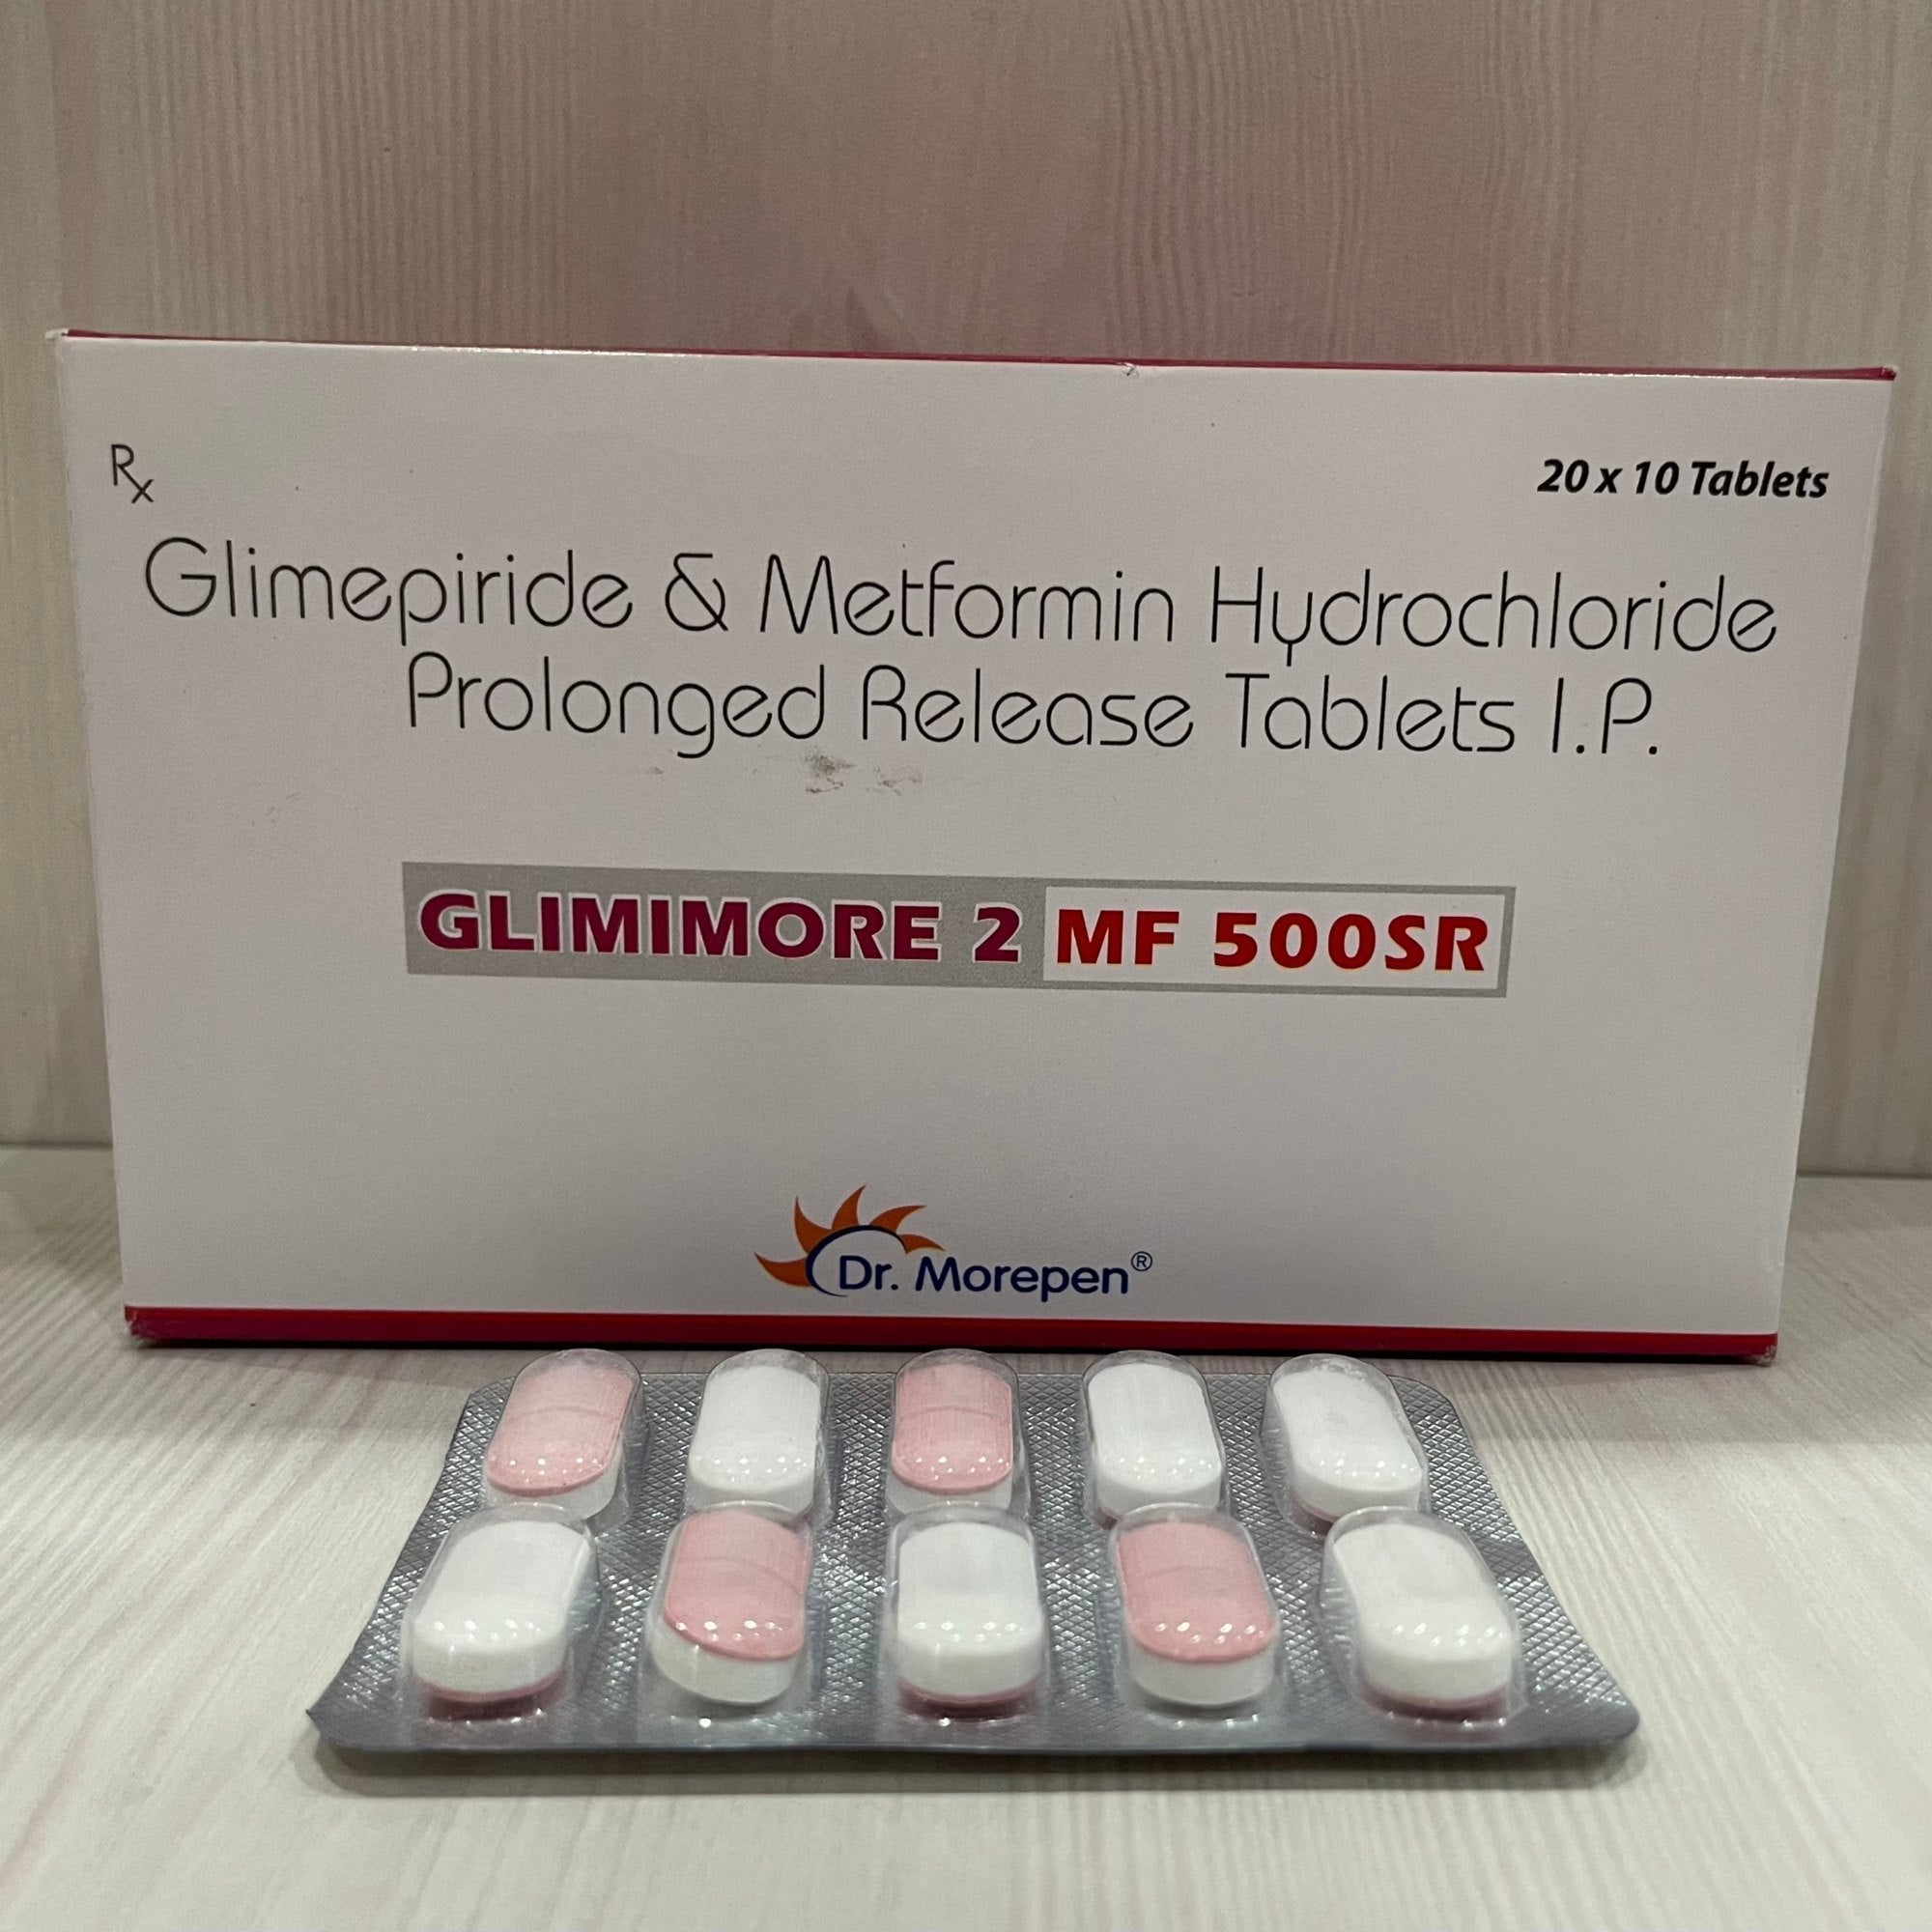 Rx
20 x 10 Tablets
Glimepiride & Metformin Hydrochloride
Prolonged Release Tablets I.P.
GLIMIMORE 2 MF 500SR
Dr. Morepen®